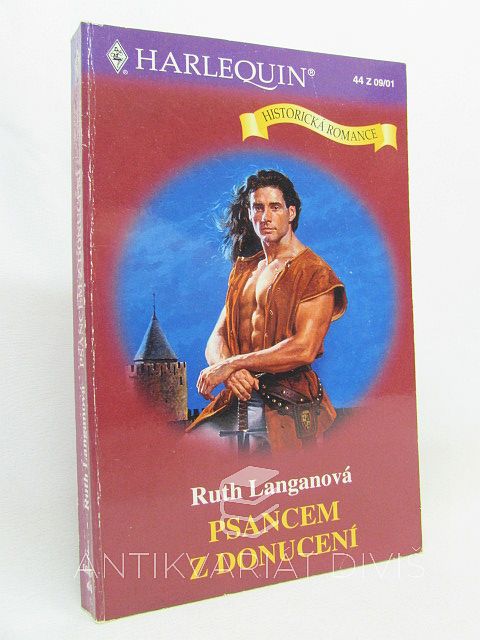 HARLEQUIN®
44 Z 09/01
HISTORICKÁ ROMANCE
Ruth Langanová
PSANCEM
Z DONUCENÍ
Ruth Langanová · PSANCEM Z DONUCENÍ
ANTIKVARIÁT DIVIŠ